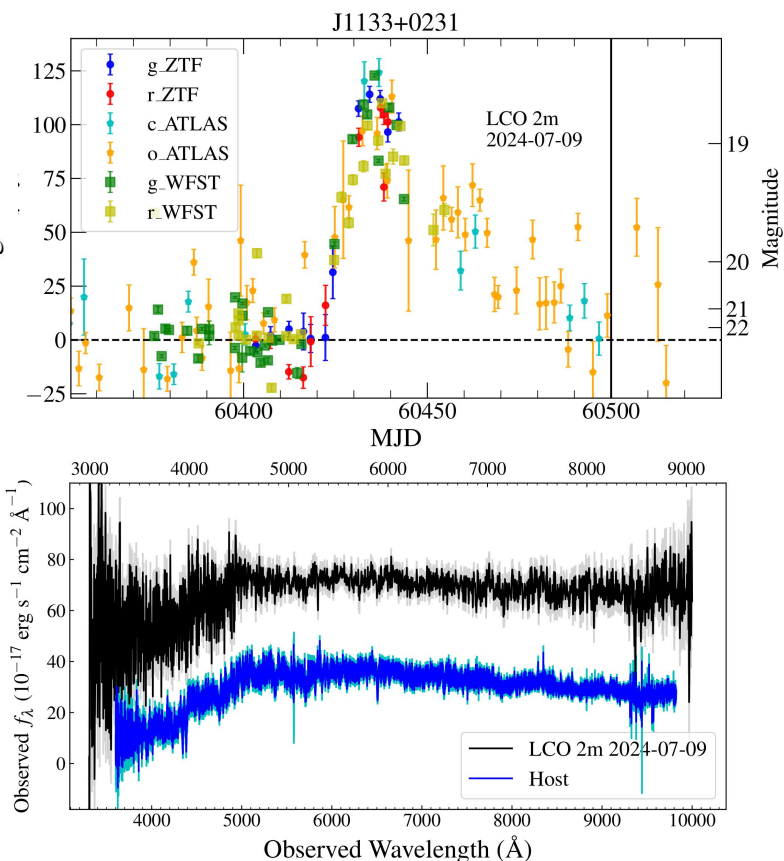 J1133+0231
g_ZTF
r_ZTF
c_ATLAS
o_ATLAS
g_WFST
r_WFST
LCO 2m
2024-07-09
125
100
75
50
25
0
−25
19
20
21
22
Magnitude
60400 60450 60500
MJD
3000 4000 5000 6000 7000 8000 9000
100
80
60
40
20
0
Observed fλ (10⁻¹⁷ erg s⁻¹ cm⁻² Å⁻¹)
LCO 2m 2024-07-09
Host
4000 5000 6000 7000 8000 9000 10000
Observed Wavelength (Å)